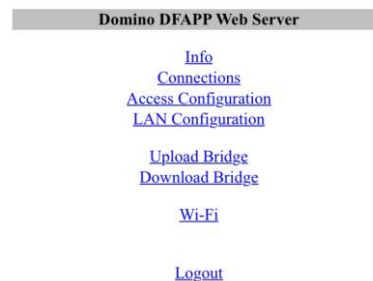 Domino DFAPP Web Server
Info
Connections
Access Configuration
LAN Configuration
Upload Bridge
Download Bridge
Wi-Fi
Logout